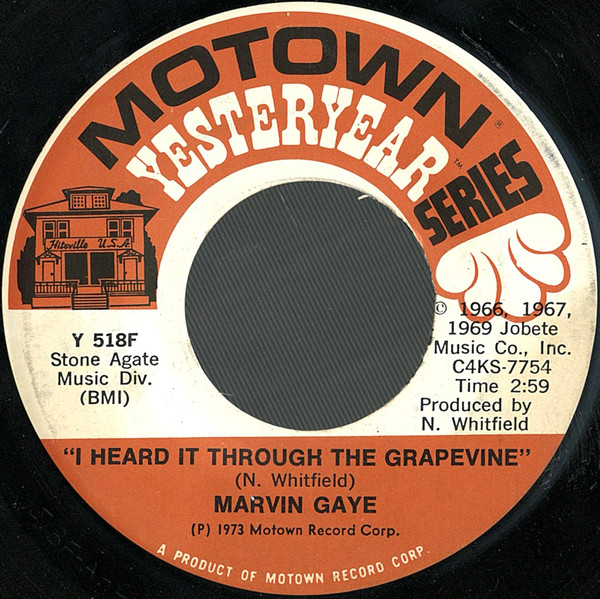 MOTOWN®
YESTERYEAR™
SERIES
Hitsville U.S.A.
Y 518F
Stone Agate
Music Div.
(BMI)
© 1966, 1967,
1969 Jobete
Music Co., Inc.
C4KS-7754
Time 2:59
Produced by
N. Whitfield
"I HEARD IT THROUGH THE GRAPEVINE"
(N. Whitfield)
MARVIN GAYE
(P) 1973 Motown Record Corp.
A PRODUCT OF MOTOWN RECORD CORP.